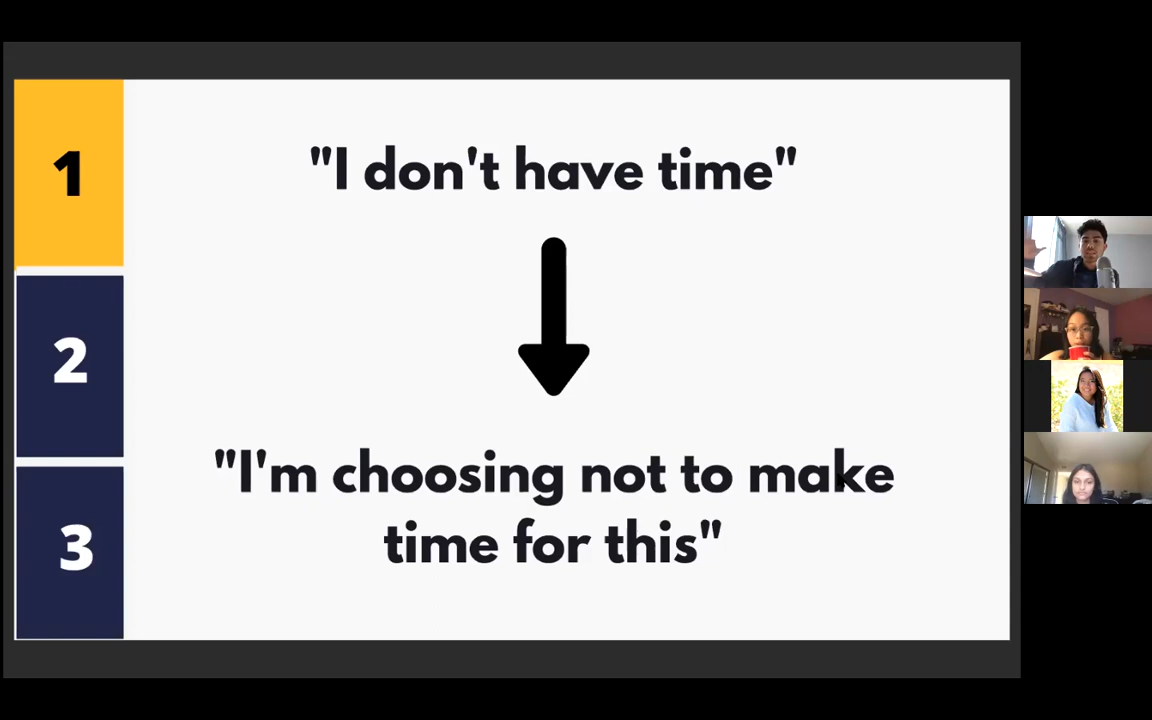 1
"I don't have time"
2
"I'm choosing not to make
time for this"
3